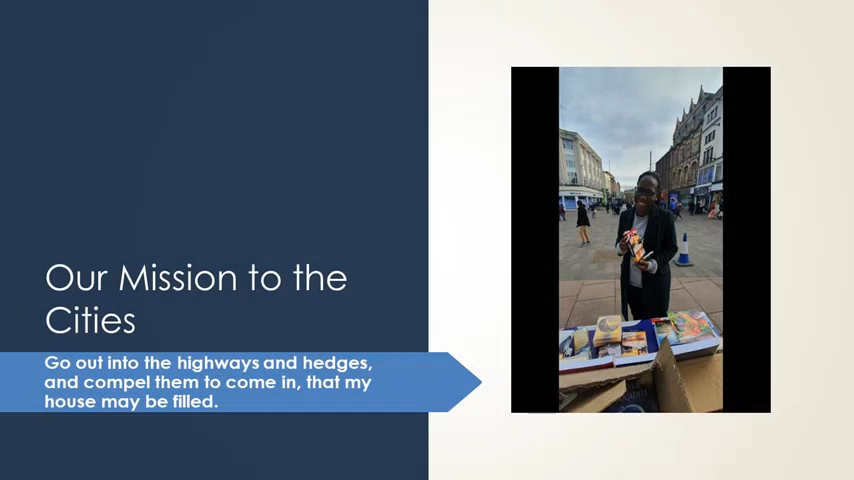 Our Mission to the
Cities
Go out into the highways and hedges,
and compel them to come in, that my
house may be filled.